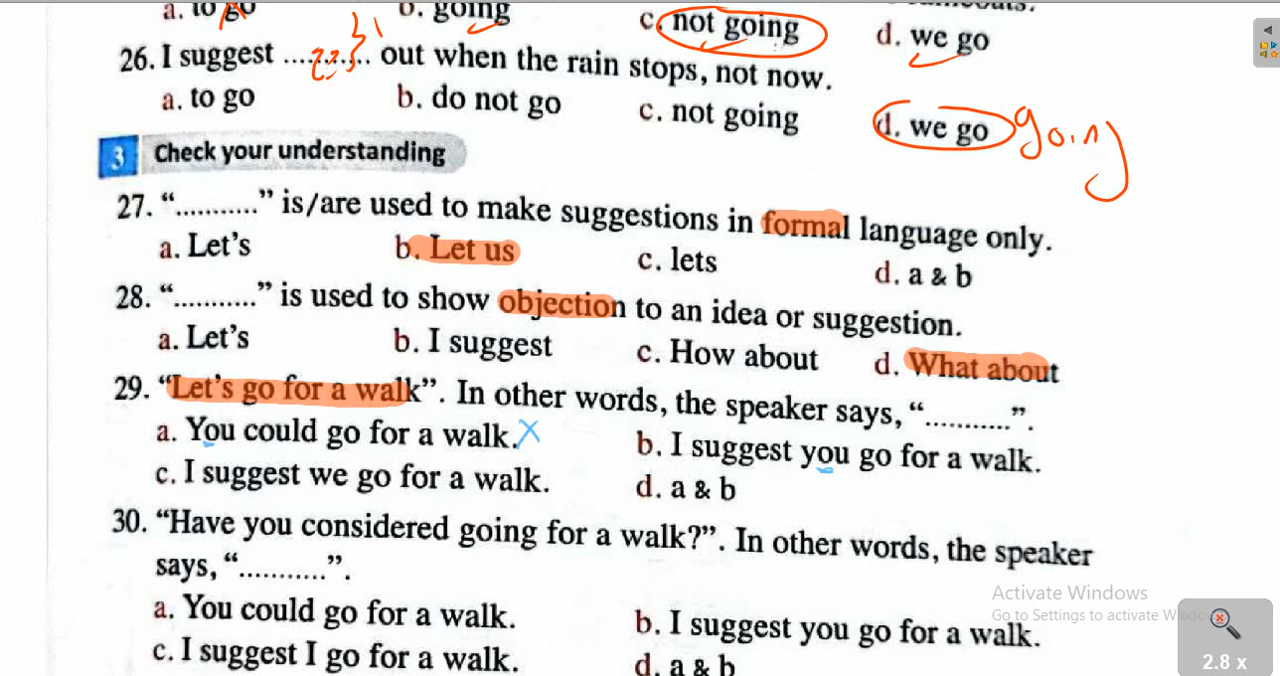 a. to go b. going c. not going d. we go
26. I suggest ............ out when the rain stops, not now.
a. to go b. do not go c. not going d. we go going
3 Check your understanding
27. “............” is/are used to make suggestions in formal language only.
a. Let’s b. Let us c. lets d. a & b
28. “............” is used to show objection to an idea or suggestion.
a. Let’s b. I suggest c. How about d. What about
29. “Let’s go for a walk”. In other words, the speaker says, “............”.
a. You could go for a walk. b. I suggest you go for a walk.
c. I suggest we go for a walk. d. a & b
30. “Have you considered going for a walk?”. In other words, the speaker
says, “............”.
a. You could go for a walk. b. I suggest you go for a walk.
c. I suggest I go for a walk. d. a & b
Activate Windows
Go to Settings to activate
2.8 x